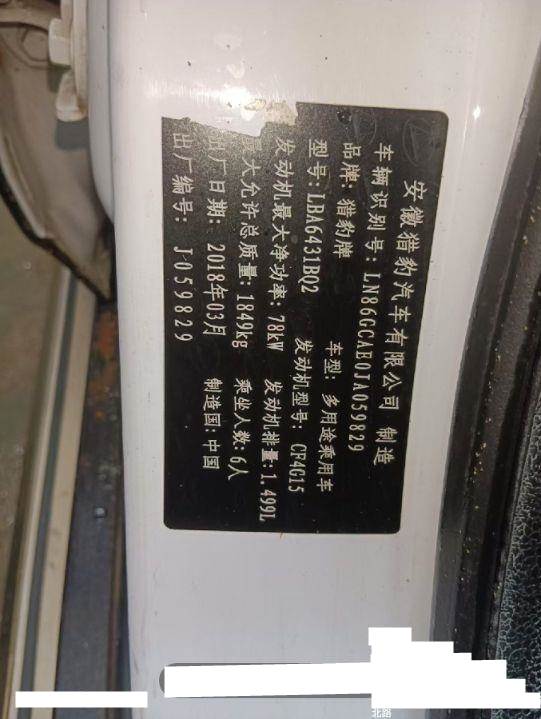 安徽猎豹汽车有限公司 制造
车辆识别号: LN86GCAE0JA059829
品牌: 猎豹牌 车型: 多用途乘用车
型号: LBA6431BQ2 发动机型号: CF4G15
发动机最大净功率: 78kW 发动机排量: 1.499L
大允许总质量: 1849kg 乘坐人数: 6人
出厂日期: 2018年03月 制造国: 中国
出厂编号: J059829
北路